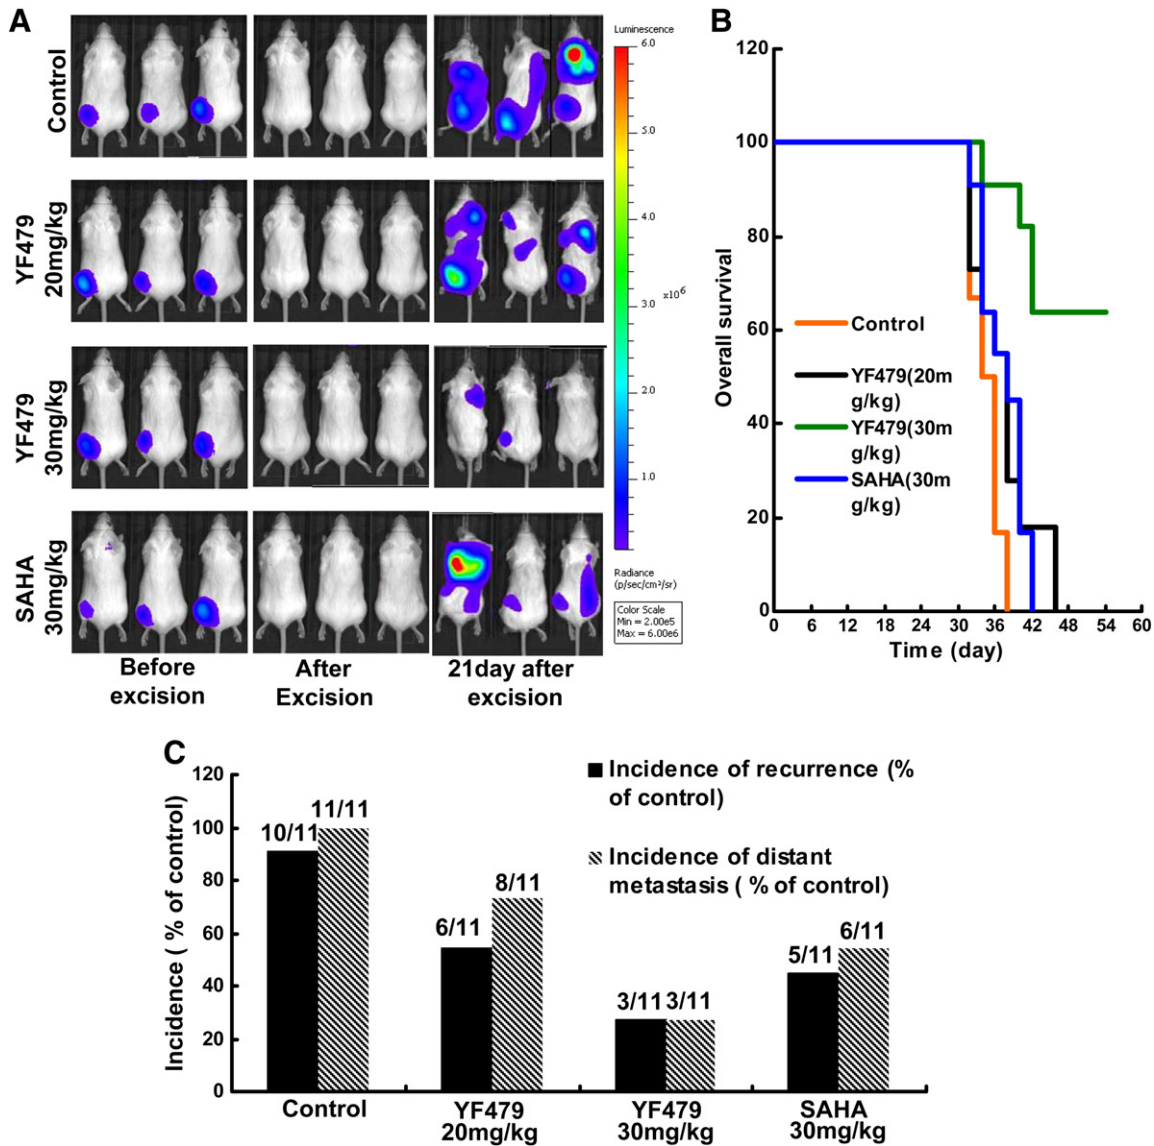 A
Control
YF479
20mg/kg
YF479
30mg/kg
SAHA
30mg/kg
Before
excision
After
Excision
21day after
excision
Luminescence
6.0
5.0
4.0
3.0
x10⁶
2.0
1.0
Radiance
(p/sec/cm²/sr)
Color Scale
Min = 2.00e5
Max = 6.00e6
B
Overall survival
120
100
80
60
40
20
0
0
6
12
18
24
30
36
42
48
54
60
Time (day)
Control
YF479(20m
g/kg)
YF479(30m
g/kg)
SAHA(30m
g/kg)
C
Incidence ( % of control)
120
100
80
60
40
20
0
10/11
11/11
6/11
8/11
3/11
3/11
5/11
6/11
Incidence of recurrence (%
of control)
Incidence of distant
metastasis ( % of control)
Control
YF479
20mg/kg
YF479
30mg/kg
SAHA
30mg/kg